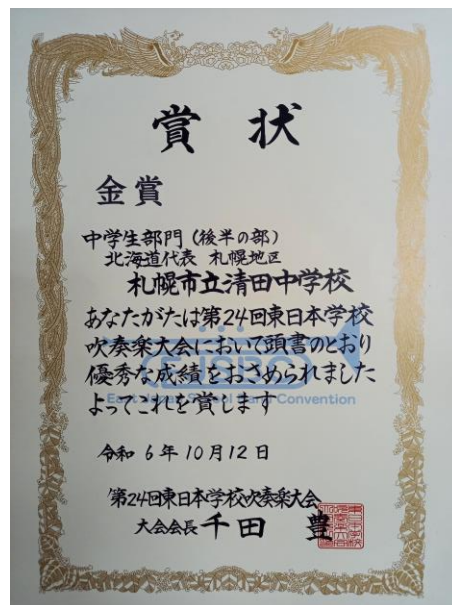 賞状
金賞
中学生部門（後半の部）
北海道代表 札幌地区
札幌市立清田中学校
あなたがたは第24回東日本学校
吹奏楽大会において頭書のとおり
優秀な成績をおさめられました
よってこれを賞します
East Japan School Band Convention
令和 6年10月12日
第24回東日本学校吹奏楽大会
大会会長 千田 豊